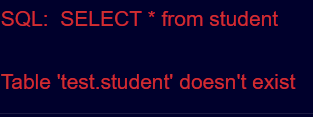 SQL:  SELECT * from student
Table 'test.student' doesn't exist